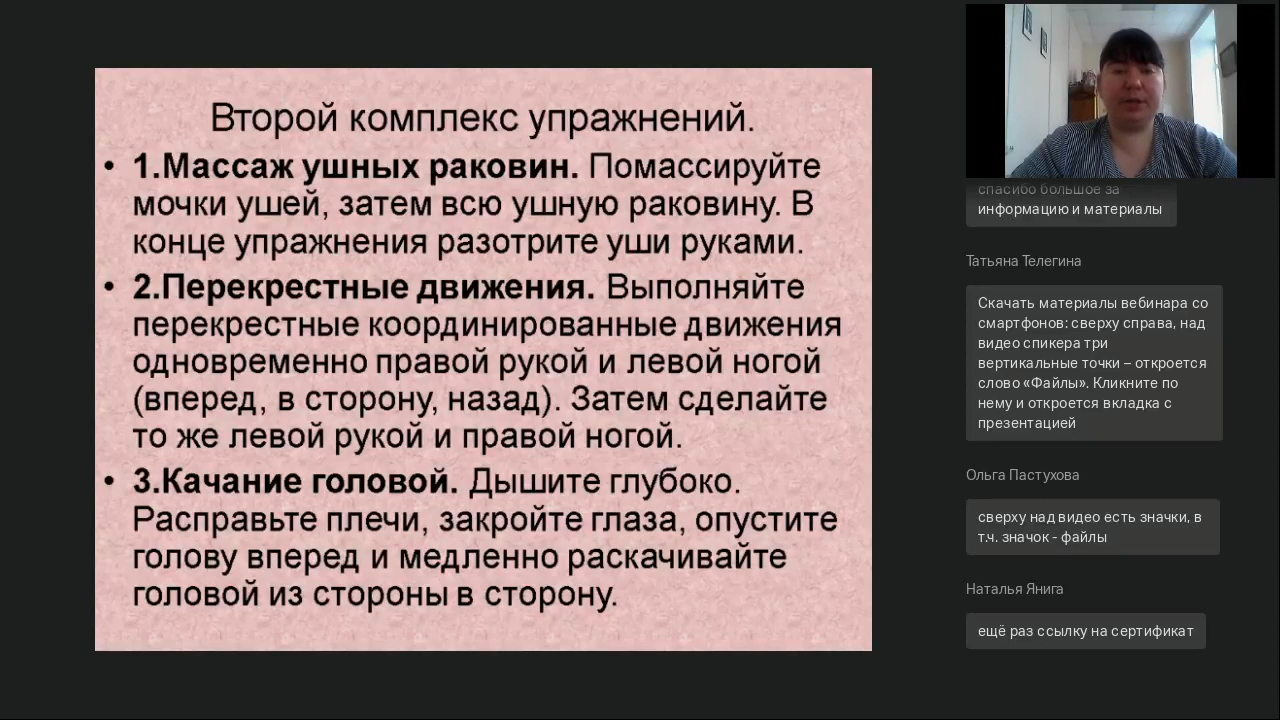 Второй комплекс упражнений.
• 1.Массаж ушных раковин. Помассируйте
мочки ушей, затем всю ушную раковину. В
конце упражнения разотрите уши руками.
• 2.Перекрестные движения. Выполняйте
перекрестные координированные движения
одновременно правой рукой и левой ногой
(вперед, в сторону, назад). Затем сделайте
то же левой рукой и правой ногой.
• 3.Качание головой. Дышите глубоко.
Расправьте плечи, закройте глаза, опустите
голову вперед и медленно раскачивайте
головой из стороны в сторону.
спасибо большое за
информацию и материалы
Татьяна Телегина
Скачать материалы вебинара со
смартфонов: сверху справа, над
видео спикера три
вертикальные точки – откроется
слово «Файлы». Кликните по
нему и откроется вкладка с
презентацией
Ольга Пастухова
сверху над видео есть значки, в
т.ч. значок - файлы
Наталья Янига
ещё раз ссылку на сертификат